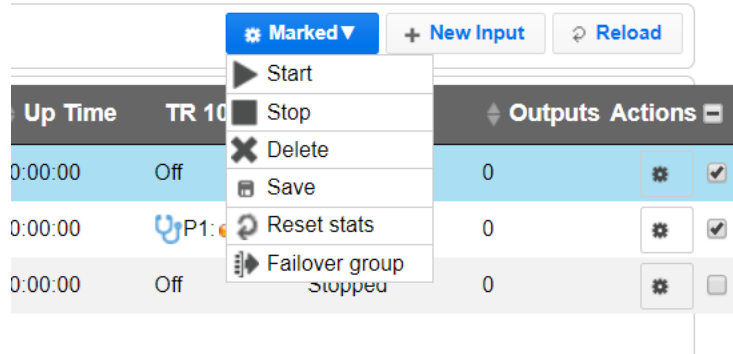 Marked▼ + New Input Reload
Start
Up Time TR 10 Stop Outputs Actions
Delete
0:00:00 Off 0
Save
0:00:00 P1: Reset stats 0
Failover group
0:00:00 Off Stopped 0